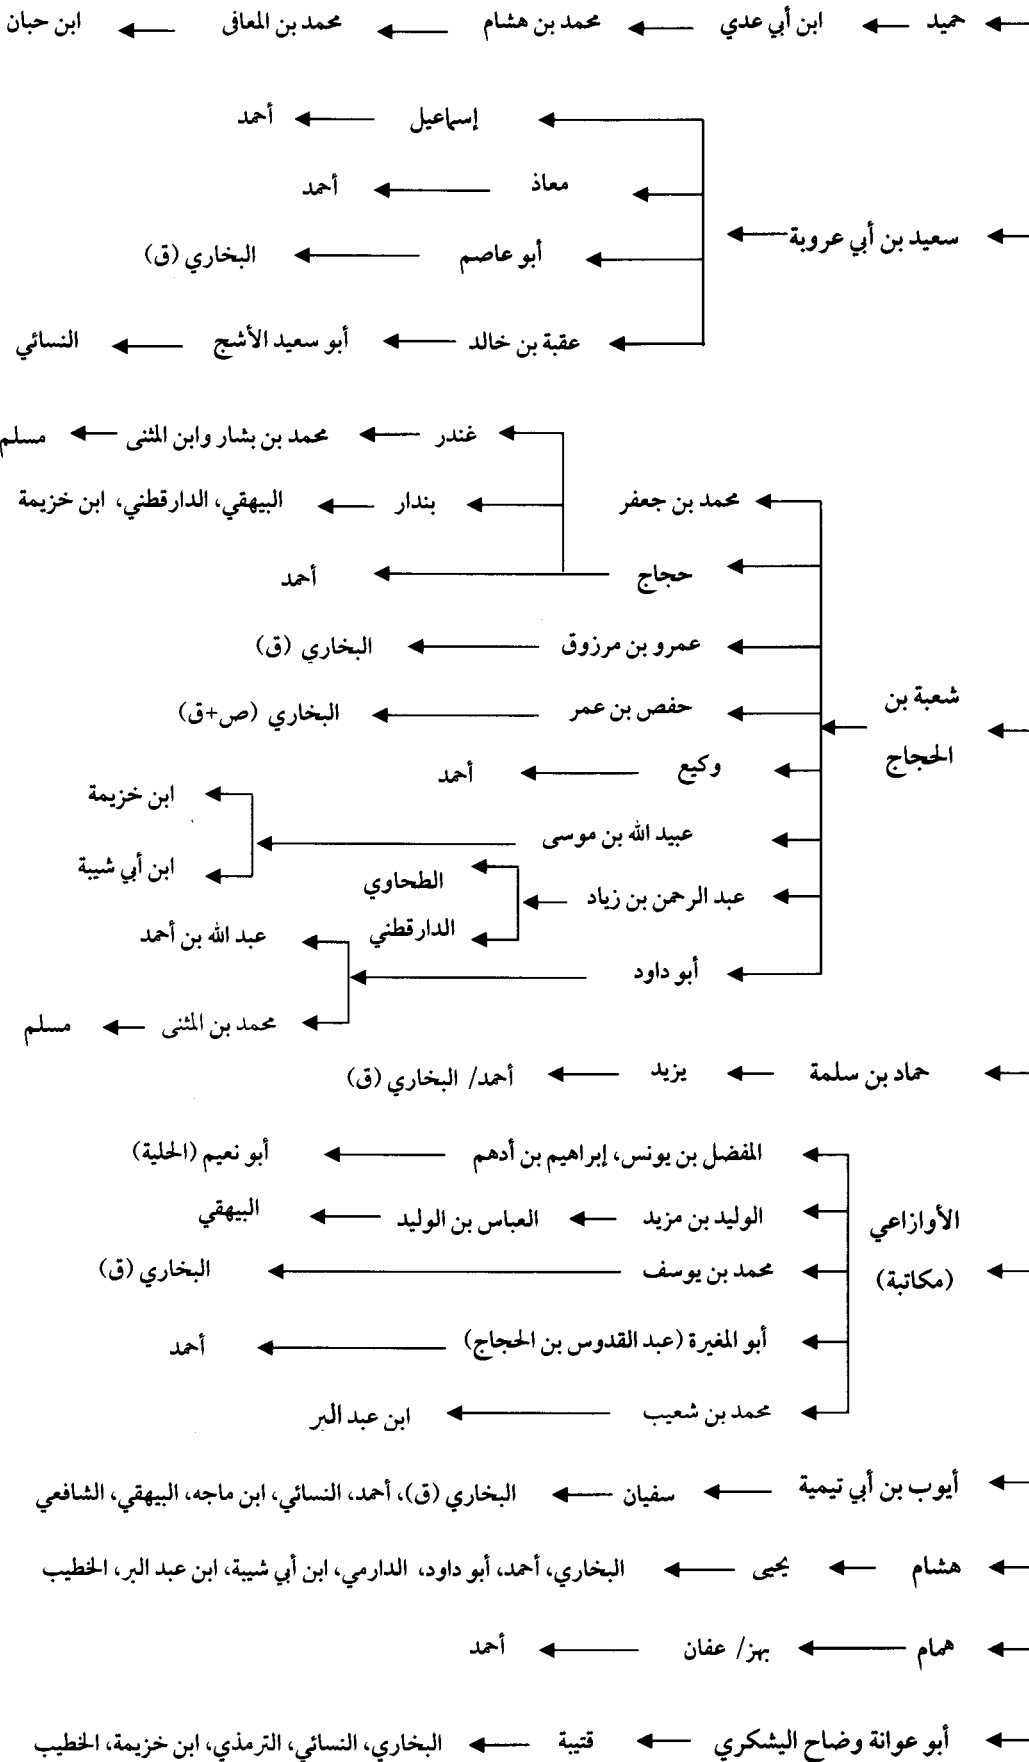 حميد ابن أبي عدي محمد بن هشام محمد بن المعافى ابن حبان
إسماعيل أحمد
معاذ أحمد
سعيد بن أبي عروبة
أبو عاصم البخاري (ق)
عقبة بن خالد أبو سعيد الأشج النسائي
غندر محمد بن بشار وابن المثنى مسلم
محمد بن جعفر بندار البيهقي، الدارقطني، ابن خزيمة
حجاج أحمد
عمرو بن مرزوق البخاري (ق)
شعبة بن
حفص بن عمر البخاري (ص+ق)
الحجاج
وكيع أحمد
ابن خزيمة
عبيد الله بن موسى
ابن أبي شيبة
الطحاوي
عبد الرحمن بن زياد
الدارقطني
عبد الله بن أحمد
أبو داود
محمد بن المثنى مسلم
حماد بن سلمة يزيد أحمد/ البخاري (ق)
المفضل بن يونس، إبراهيم بن أدهم أبو نعيم (الحلية)
الأوازاعي
الوليد بن مزيد العباس بن الوليد البيهقي
(مكاتبة)
محمد بن يوسف البخاري (ق)
أبو المغيرة (عبد القدوس بن الحجاج) أحمد
محمد بن شعيب ابن عبد البر
أيوب بن أبي تيمية سفيان البخاري (ق)، أحمد، النسائي، ابن ماجه، البيهقي، الشافعي
هشام يحيى البخاري، أحمد، أبو داود، الدارمي، ابن أبي شيبة، ابن عبد البر، الخطيب
همام بهز/ عفان أحمد
أبو عوانة وضاح اليشكري قتيبة البخاري، النسائي، الترمذي، ابن خزيمة، الخطيب